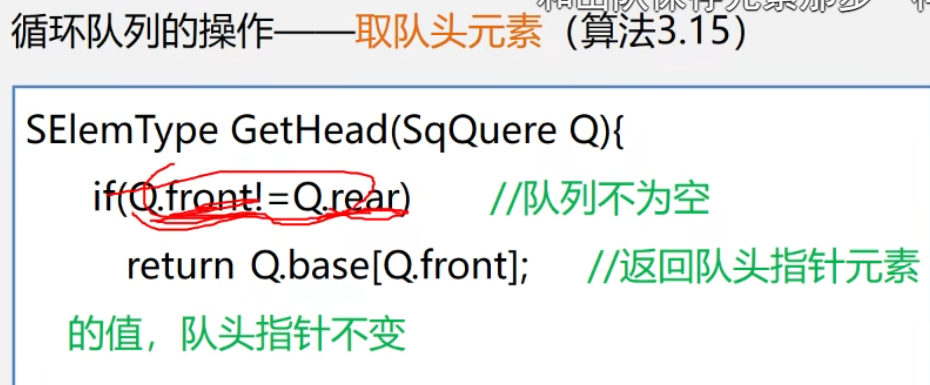 循环队列的操作——取队头元素（算法3.15）
SElemType GetHead(SqQuere Q){
if(Q.front!=Q.rear) //队列不为空
return Q.base[Q.front]; //返回队头指针元素
的值，队头指针不变